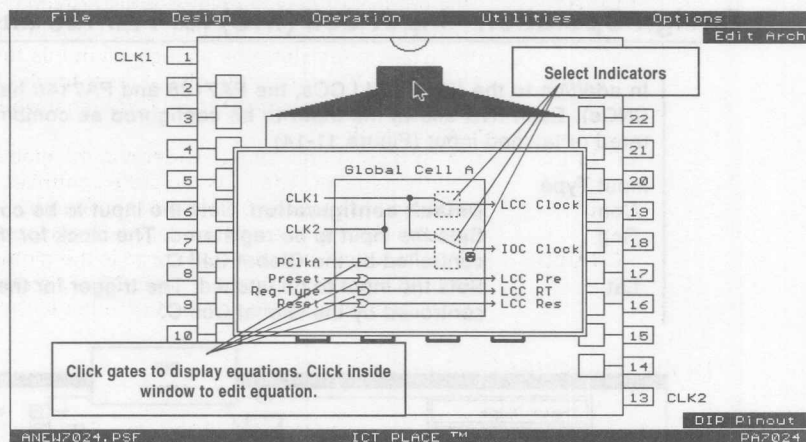 File Design Operation Utilities Options
Edit Arch
CLK1 1
2
3
4
5
6
7
8
9
10
22
21
20
19
18
17
16
15
14
13 CLK2
Select Indicators
Global Cell A
CLK1
CLK2
Pclkn
Preset
Reg-Type
Reset
LCC Clock
IOC Clock
LCC Pre
LCC RT
LCC Res
Click gates to display equations. Click inside
window to edit equation.
DIP Pinout
ANEW7024.PSF ICT PLACE ™ PA7024